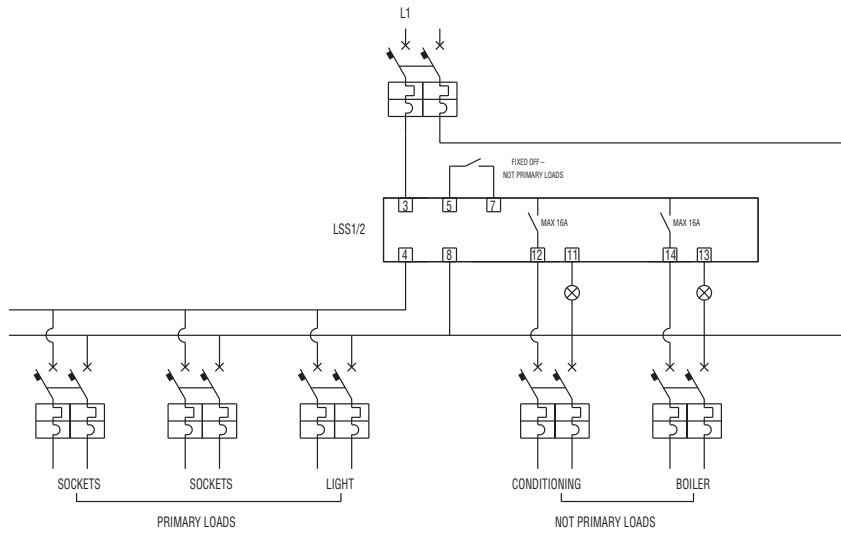 L1
FIXED OFF –
NOT PRIMARY LOADS
3
5
7
LSS1/2
MAX 16A
MAX 16A
4
8
12
11
14
13
SOCKETS
SOCKETS
LIGHT
CONDITIONING
BOILER
PRIMARY LOADS
NOT PRIMARY LOADS